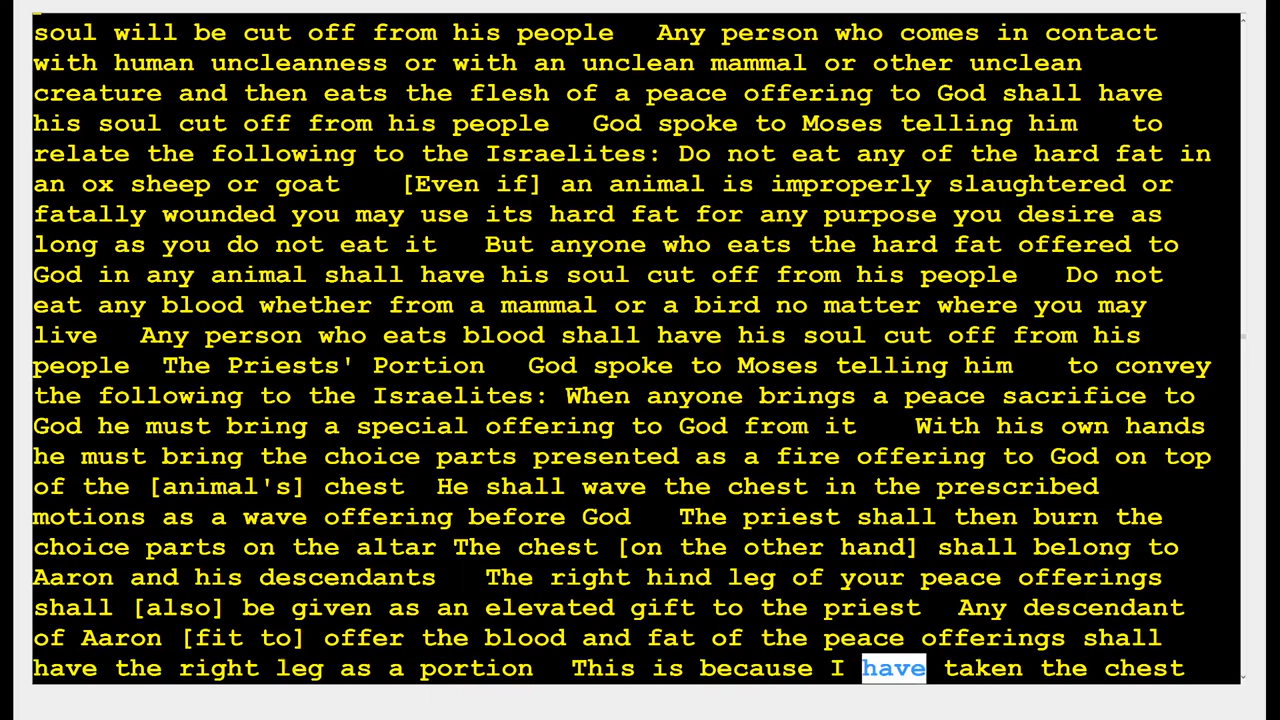 soul will be cut off from his people Any person who comes in contact
with human uncleanness or with an unclean mammal or other unclean
creature and then eats the flesh of a peace offering to God shall have
his soul cut off from his people God spoke to Moses telling him to
relate the following to the Israelites: Do not eat any of the hard fat in
an ox sheep or goat [Even if] an animal is improperly slaughtered or
fatally wounded you may use its hard fat for any purpose you desire as
long as you do not eat it But anyone who eats the hard fat offered to
God in any animal shall have his soul cut off from his people Do not
eat any blood whether from a mammal or a bird no matter where you may
live Any person who eats blood shall have his soul cut off from his
people The Priests' Portion God spoke to Moses telling him to convey
the following to the Israelites: When anyone brings a peace sacrifice to
God he must bring a special offering to God from it With his own hands
he must bring the choice parts presented as a fire offering to God on top
of the [animal's] chest He shall wave the chest in the prescribed
motions as a wave offering before God The priest shall then burn the
choice parts on the altar The chest [on the other hand] shall belong to
Aaron and his descendants The right hind leg of your peace offerings
shall [also] be given as an elevated gift to the priest Any descendant
of Aaron [fit to] offer the blood and fat of the peace offerings shall
have the right leg as a portion This is because I have taken the chest